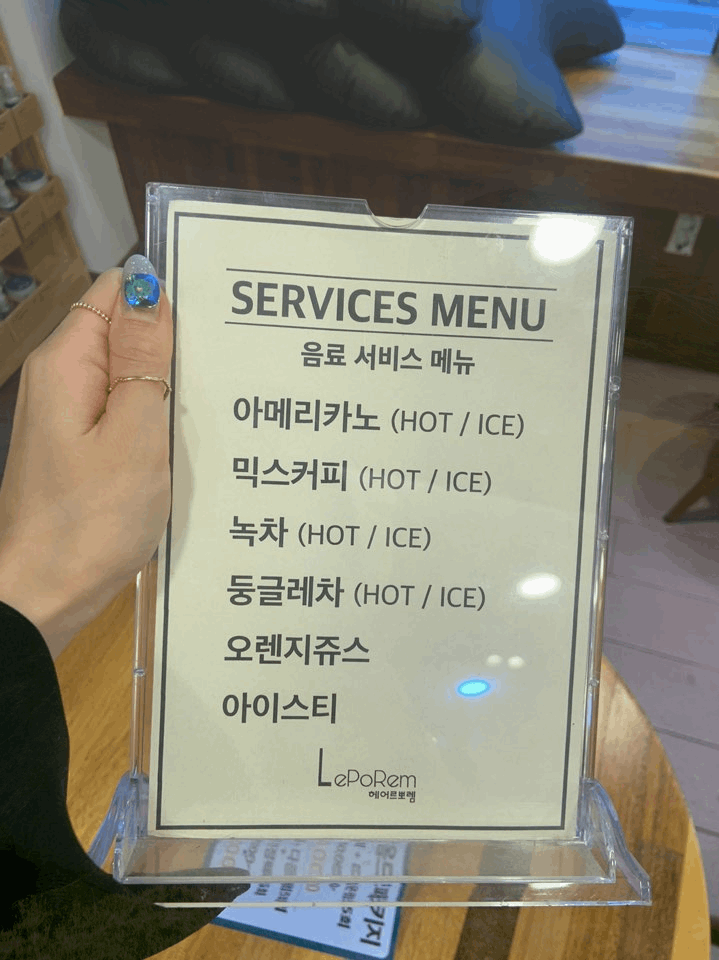 SERVICES MENU
음료 서비스 메뉴
아메리카노 (HOT / ICE)
믹스커피 (HOT / ICE)
녹차 (HOT / ICE)
둥글레차 (HOT / ICE)
오렌지쥬스
아이스티
LePoRem
헤어르뽀렘